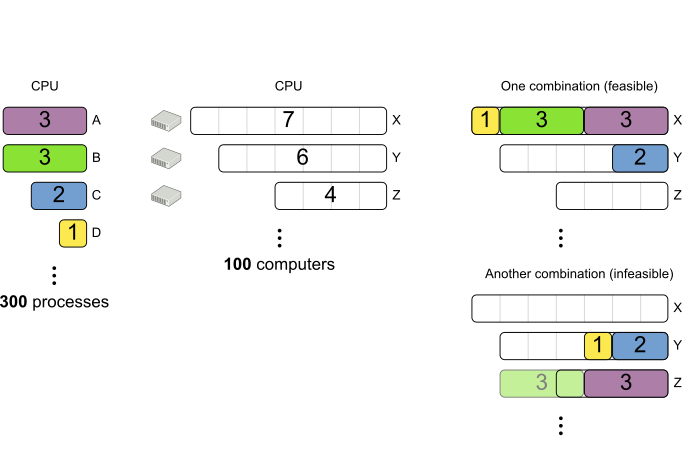 CPU
3 A
3 B
2 C
1 D
300 processes
CPU
7 X
6 Y
4 Z
100 computers
One combination (feasible)
1 3 3 X
2 Y
Z
Another combination (infeasible)
X
1 2 Y
3 3 Z